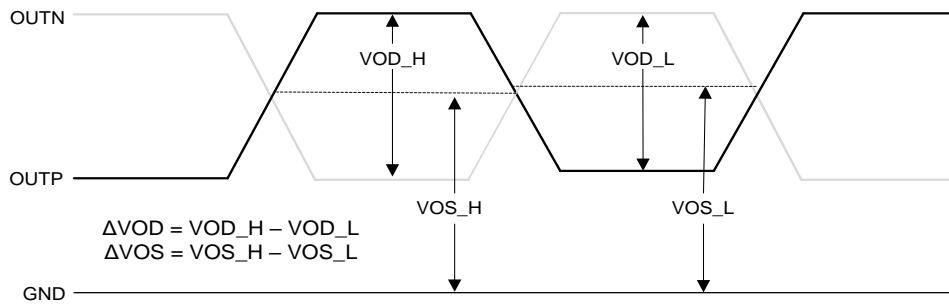 OUTN
VOD_H
VOD_L
OUTP
VOS_H
VOS_L
ΔVOD = VOD_H – VOD_L
ΔVOS = VOS_H – VOS_L
GND